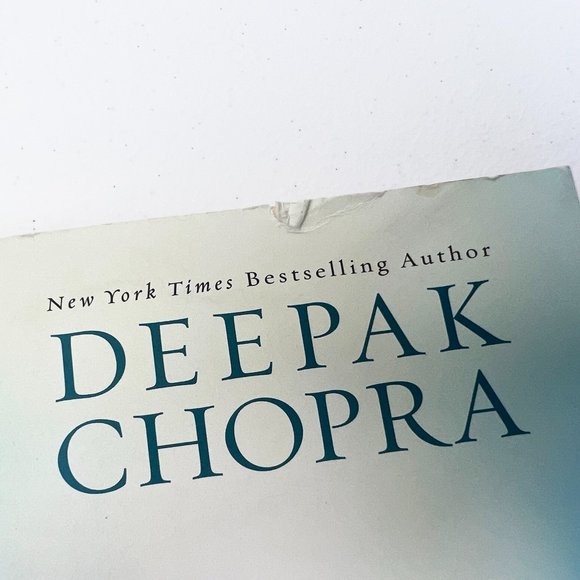 New York Times Bestselling Author
DEEPAK
CHOPRA